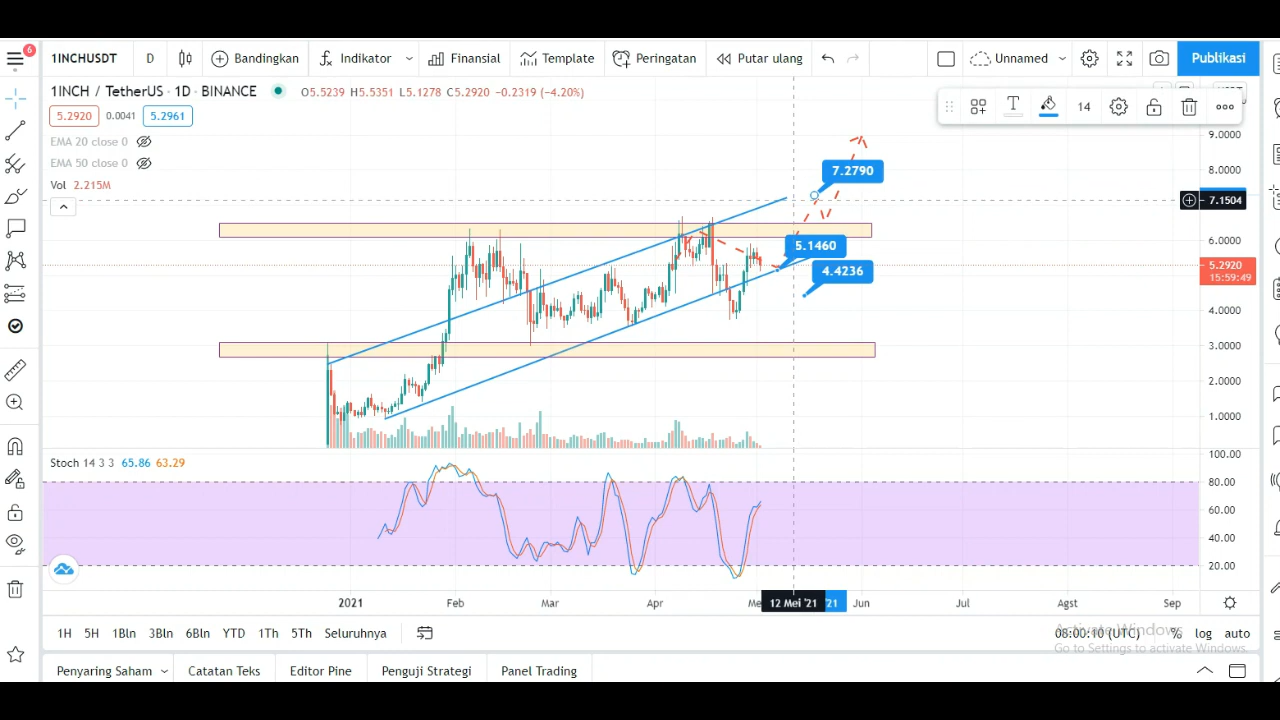 6
1INCHUSDT D Bandingkan Indikator Finansial Template Peringatan Putar ulang Unnamed Publikasi
1INCH / TetherUS · 1D · BINANCE O5.5239 H5.5351 L5.1278 C5.2920 -0.2319 (-4.20%)
5.2920 0.0041 5.2961
14
EMA 20 close 0
EMA 50 close 0
Vol 2.215M
9.0000
8.0000
7.2790
7.1504
6.0000
5.1460
5.2920
15:59:49
4.4236
4.0000
3.0000
2.0000
1.0000
Stoch 14 3 3 65.86 63.29
100.00
80.00
60.00
40.00
20.00
2021 Feb Mar Apr Me 12 Mei '21 '21 Jun Jul Agst Sep
1H 5H 1Bln 3Bln 6Bln YTD 1Th 5Th Seluruhnya 08:00:10 (UTC) % log auto
Activate Windows
Go to Settings to activate Windows.
Penyaring Saham Catatan Teks Editor Pine Penguji Strategi Panel Trading